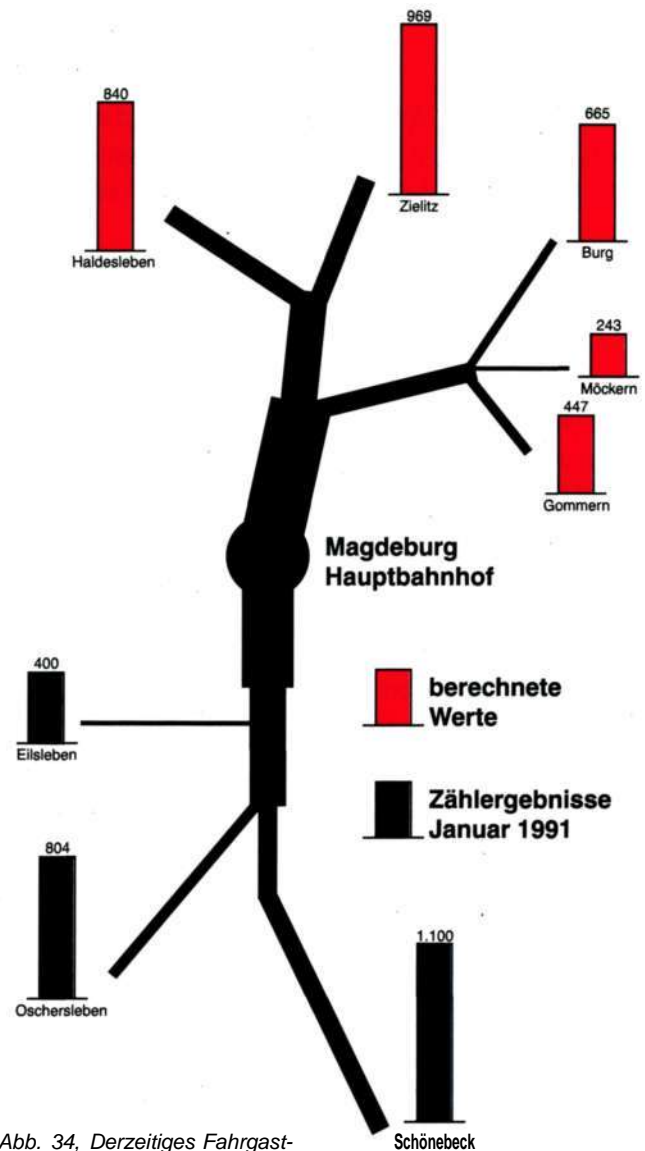 969
840
665
Zielitz
Haldesleben
Burg
243
Möckern
447
Gommern
Magdeburg
Hauptbahnhof
400
berechnete
Werte
Eilsleben
Zählergebnisse
Januar 1991
804
1.100
Oschersleben
Abb. 34, Derzeitiges Fahrgast-
Schönebeck